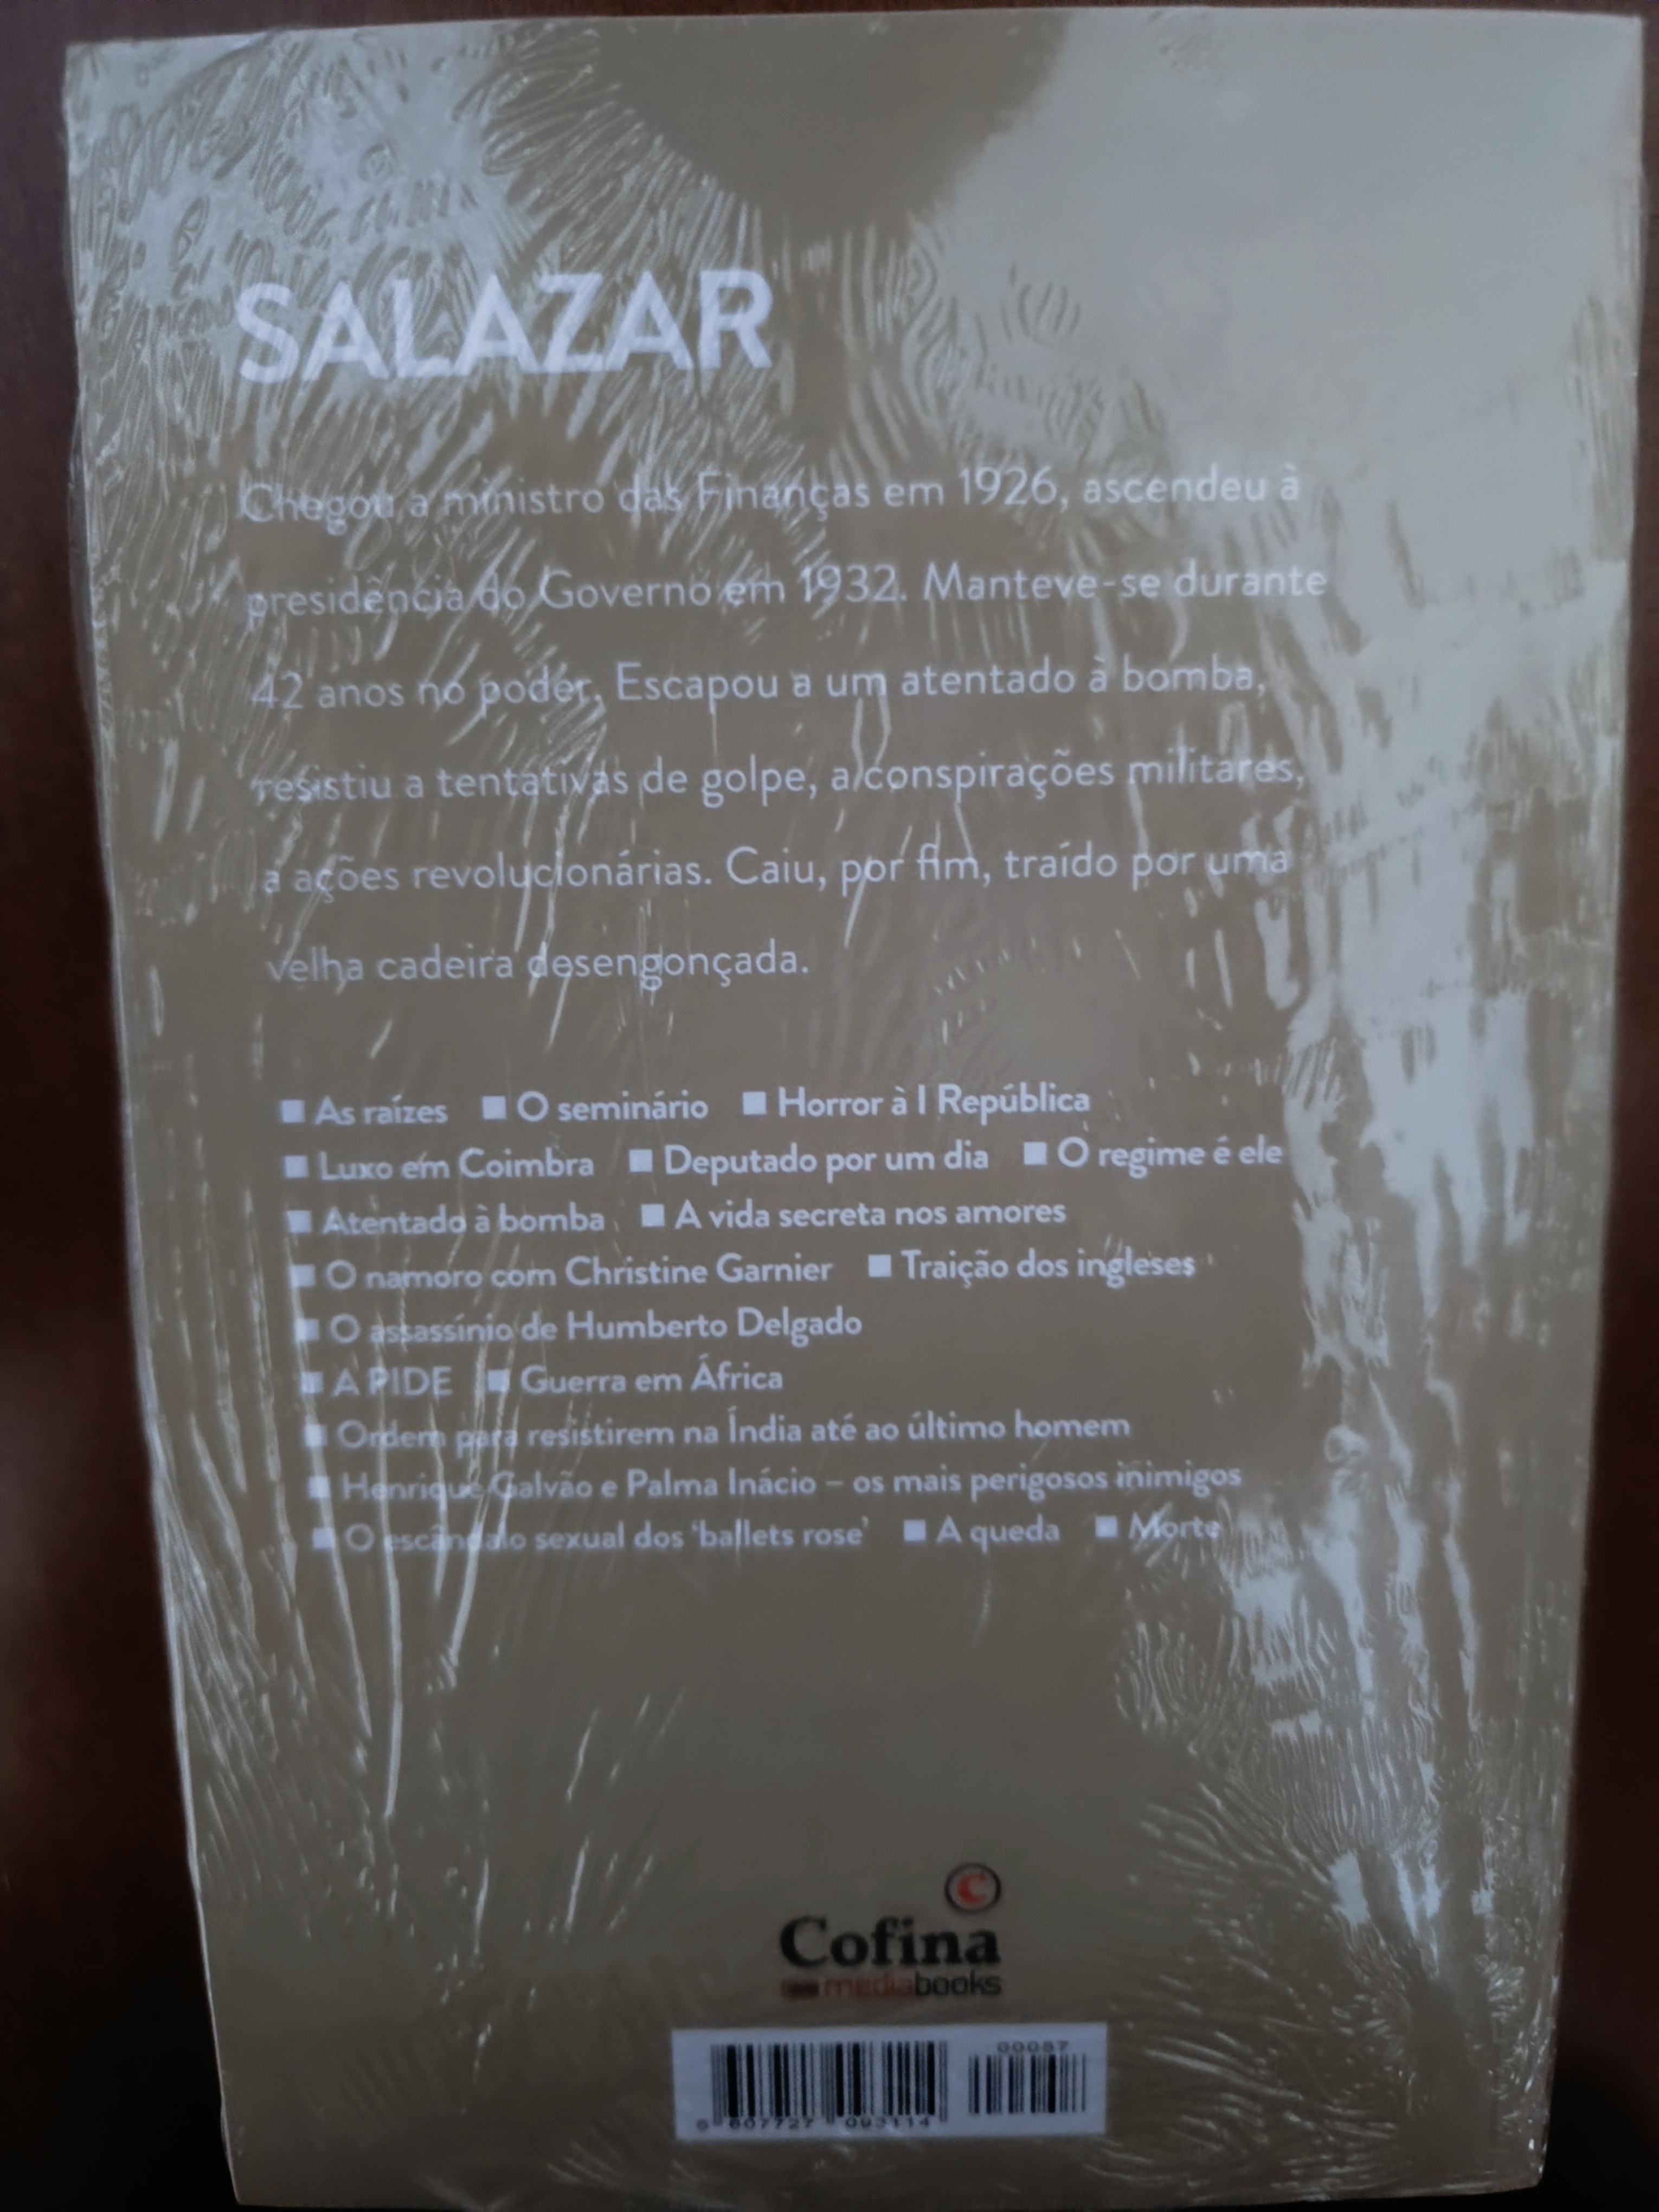 SALAZAR
Chegou a ministro das Finanças em 1926, ascendeu à
presidência do Governo em 1932. Manteve-se durante
42 anos no poder. Escapou a um atentado à bomba,
resistiu a tentativas de golpe, a conspirações militares,
a ações revolucionárias. Caiu, por fim, traído por uma
velha cadeira desengonçada.
■ As raízes ■ O seminário ■ Horror à I República
■ Luxo em Coimbra ■ Deputado por um dia ■ O regime é ele
■ Atentado à bomba ■ A vida secreta nos amores
■ O namoro com Christine Garnier ■ Traição dos ingleses
■ O assassínio de Humberto Delgado
■ A PIDE ■ Guerra em África
■ Ordem para resistirem na Índia até ao último homem
■ Henrique Galvão e Palma Inácio – os mais perigosos inimigos
■ O escândalo sexual dos ‘ballets rose’ ■ A queda ■ Morte
C
Cofina
mediabooks
00057
5 607727 093114